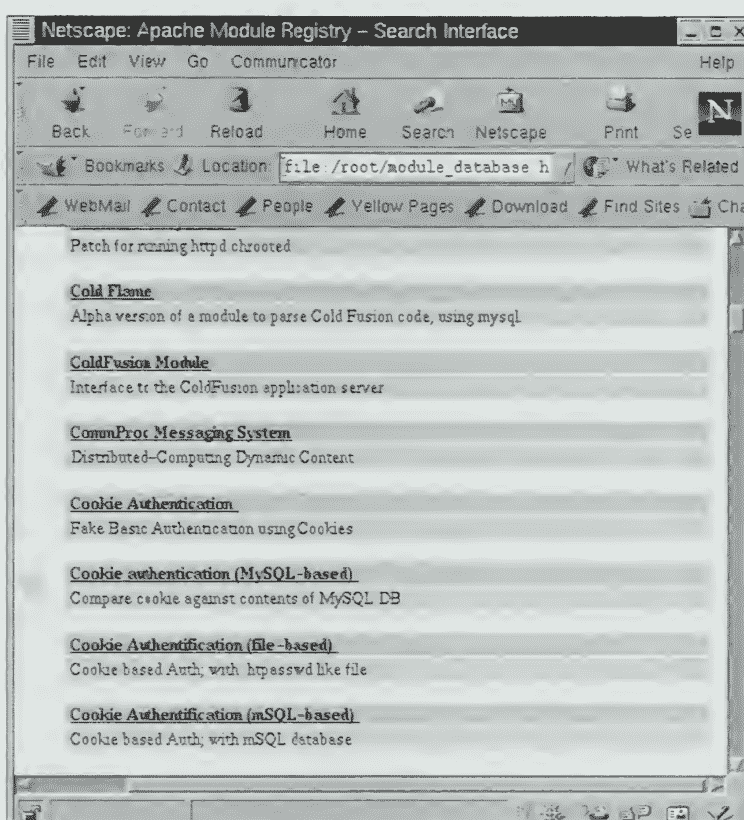 Netscape: Apache Module Registry – Search Interface
File Edit View Go Communicator Help
Back Forward Reload Home Search Netscape Print Se
Bookmarks Location: file:/root/module_database h What's Related
WebMail Contact People Yellow Pages Download Find Sites Cha
Patch for running httpd chrooted
Cold Flame
Alpha version of a module to parse Cold Fusion code, using mysql
ColdFusion Module
Interface to the ColdFusion application server
CommProc Messaging System
Distributed-Computing Dynamic Content
Cookie Authentication
Fake Basic Authentication using Cookies
Cookie authentication (MySQL-based)
Compare cookie against contents of MySQL DB
Cookie Authentification (file-based)
Cookie based Auth; with htpasswd like file
Cookie Authentification (mSQL-based)
Cookie based Auth; with mSQL database